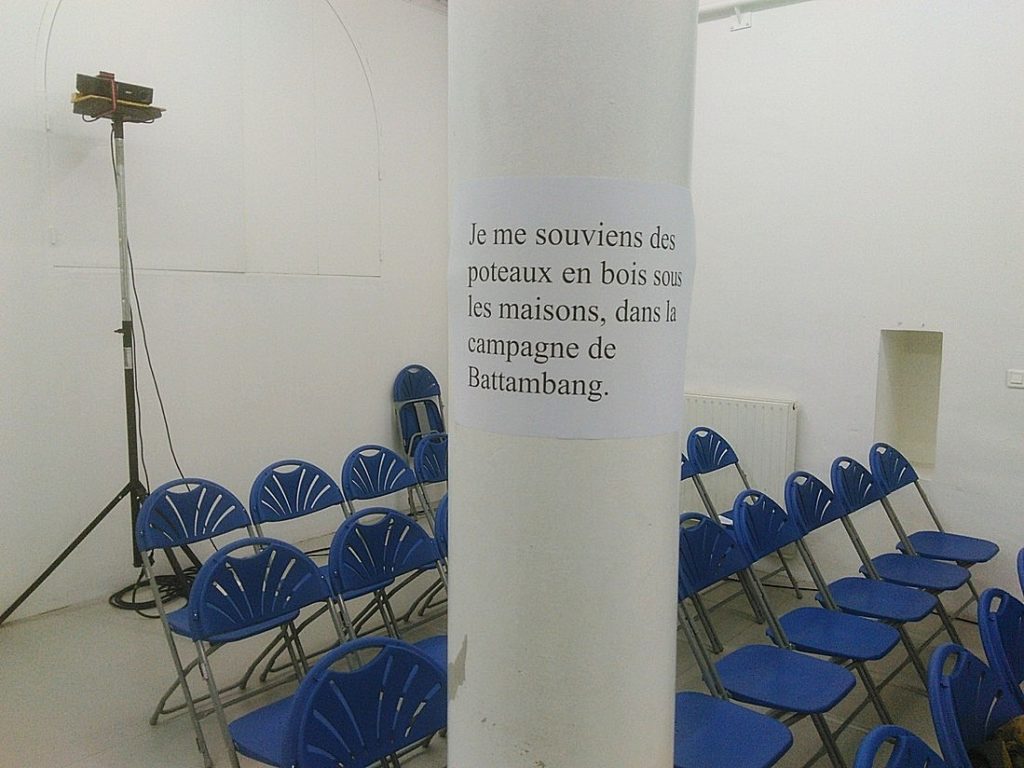 Je me souviens des
poteaux en bois sous
les maisons, dans la
campagne de
Battambang.